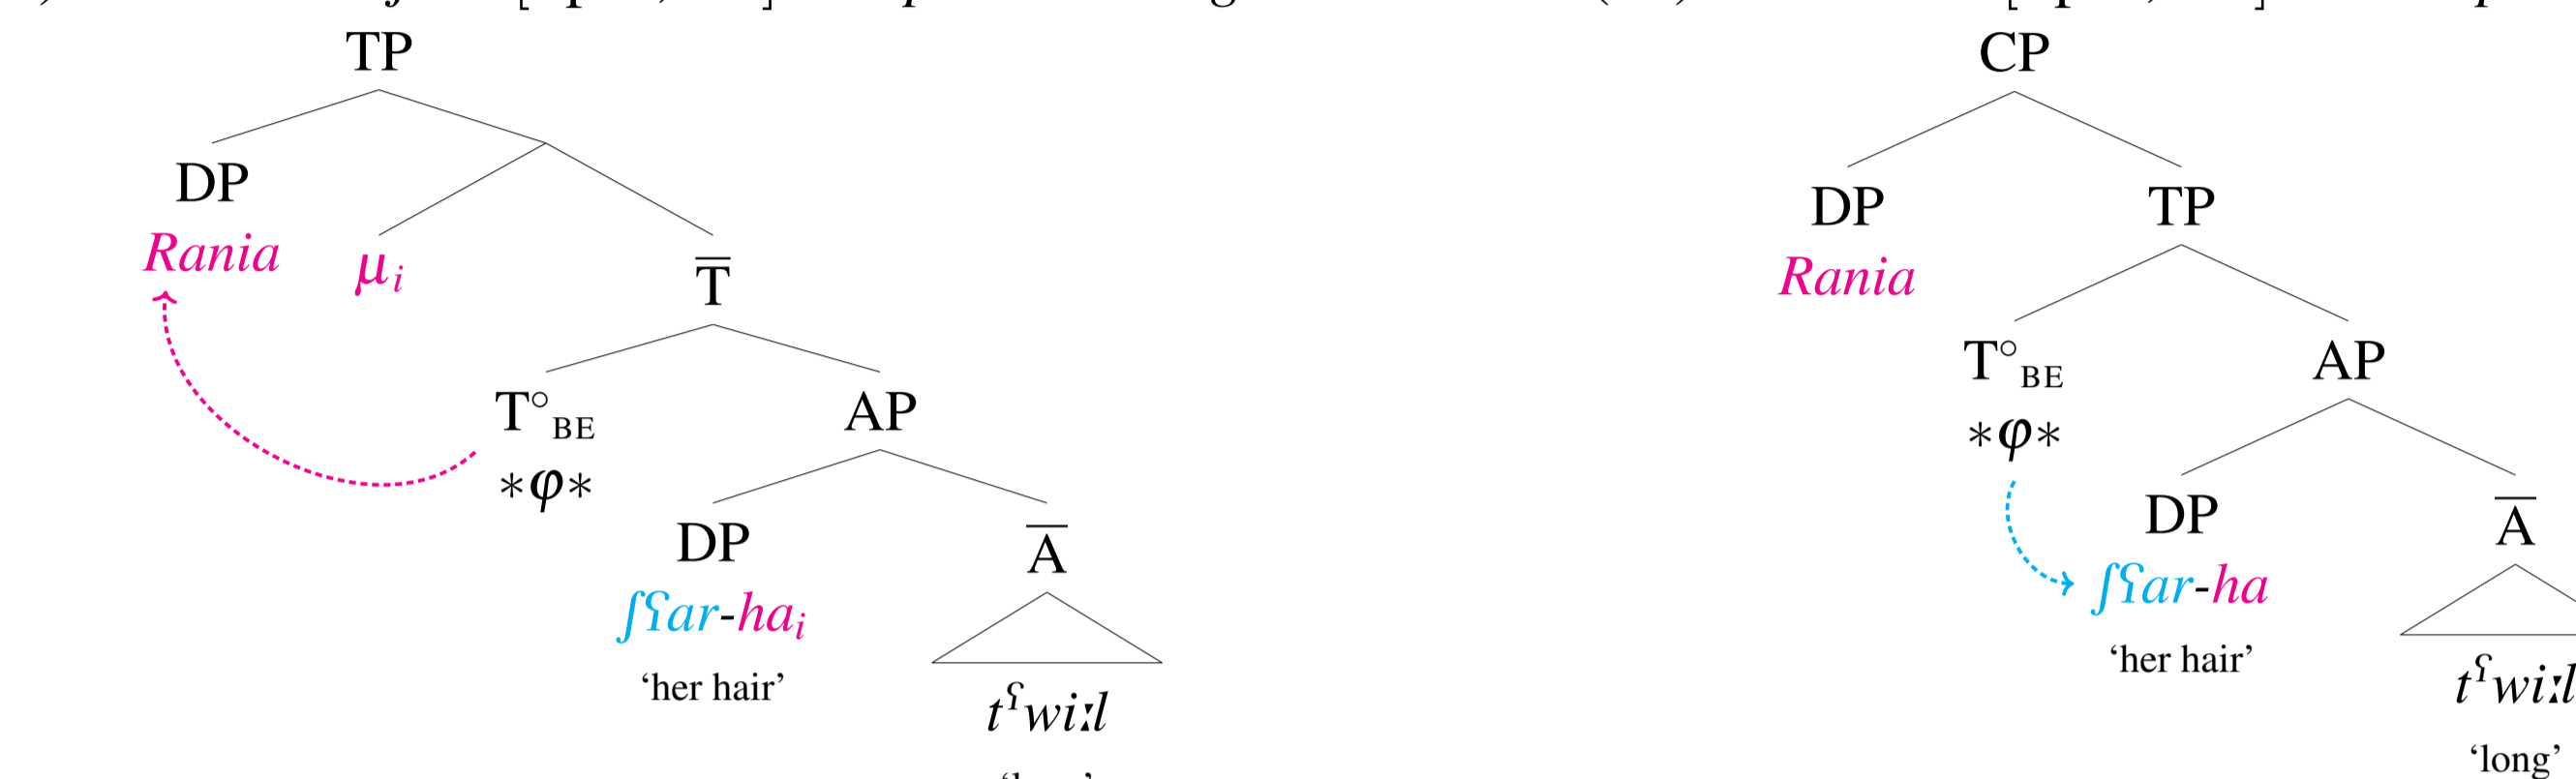 TP
DP
Rania
μi
T̅
T°BE
*φ*
AP
DP
ʃʕar-hai
‘her hair’
A̅
tˤwiːl
CP
DP
Rania
TP
T°BE
*φ*
AP
DP
ʃʕar-ha
‘her hair’
A̅
tˤwiːl
‘long’